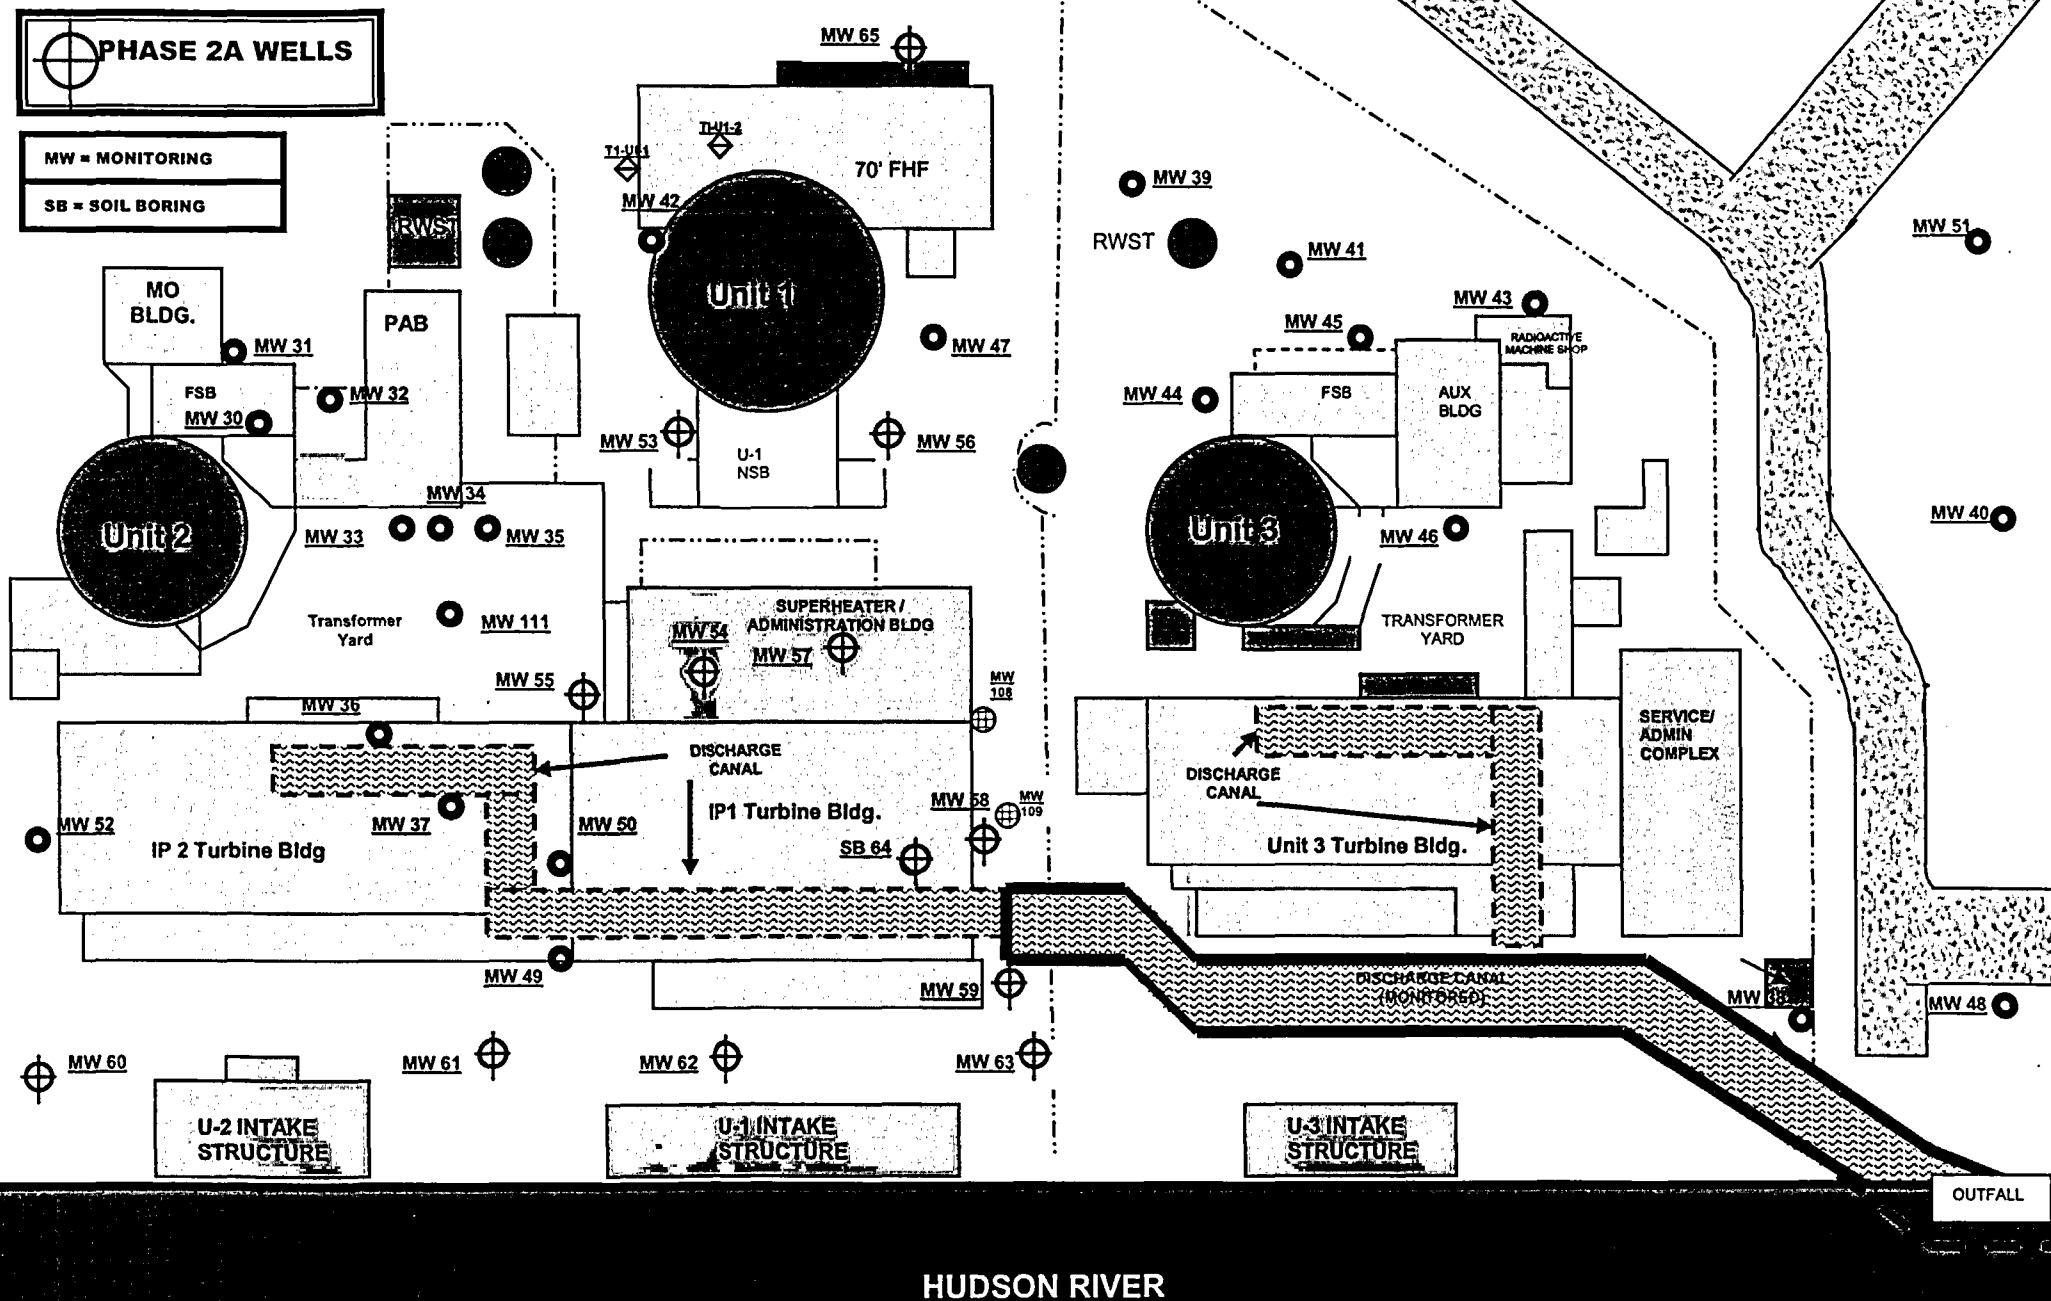 PHASE 2A WELLS
MW = MONITORING
SB = SOIL BORING
MW 65
THU1-2
70' FHF
MW 42
RWST
MW 39
RWST
MW 41
MW 51
MO
BLDG.
PAB
Unit 1
MW 43
MW 45
RADIOACTIVE
MACHINE SHOP
MW 31
MW 47
FSB
MW 32
MW 30
MW 44
FSB
AUX
BLDG
MW 53
U-1
NSB
MW 56
MW 34
Unit 2
MW 33
MW 35
Unit 3
MW 46
MW 40
Transformer
Yard
MW 111
SUPERHEATER /
ADMINISTRATION BLDG
MW 54
MW 57
TRANSFORMER
YARD
MW 55
MW
108
MW 36
DISCHARGE
CANAL
SERVICE/
ADMIN
COMPLEX
DISCHARGE
CANAL
MW 52
MW 37
MW 50
IP1 Turbine Bldg.
MW 58
MW
109
IP 2 Turbine Bldg
SB 64
Unit 3 Turbine Bldg.
MW 49
MW 59
DISCHARGE CANAL
(MONITORED)
MW 38
MW 48
MW 60
MW 61
MW 62
MW 63
U-2 INTAKE
STRUCTURE
U-1 INTAKE
STRUCTURE
U-3 INTAKE
STRUCTURE
OUTFALL
HUDSON RIVER